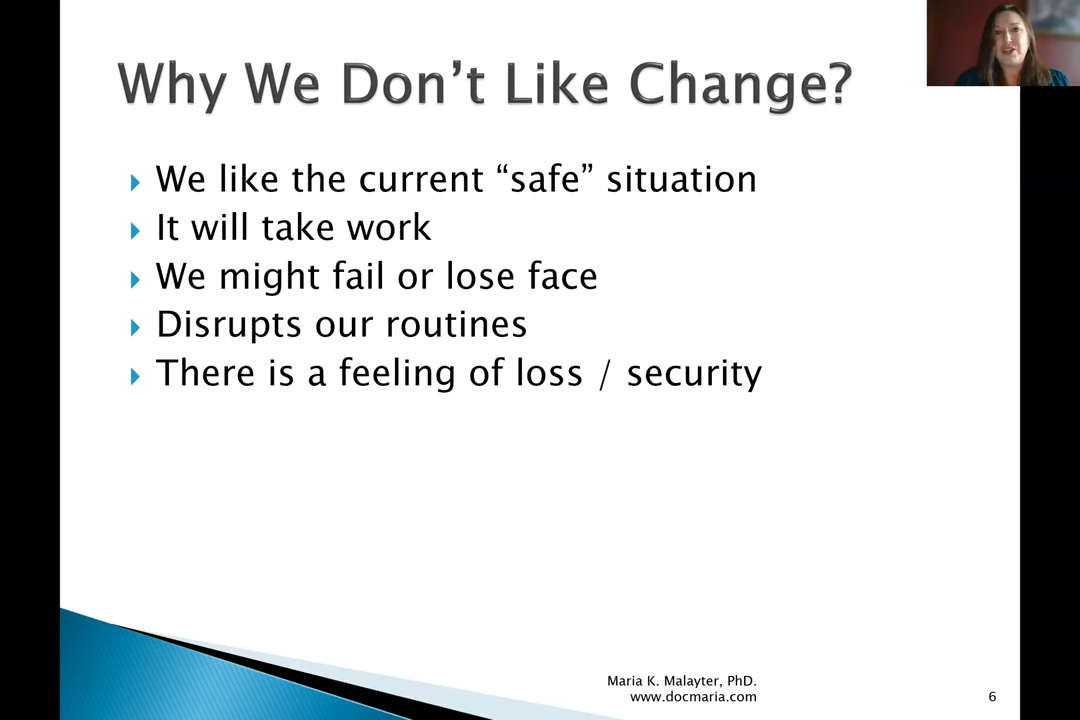 Why We Don’t Like Change?
We like the current “safe” situation
It will take work
We might fail or lose face
Disrupts our routines
There is a feeling of loss / security
Maria K. Malayter, PhD.
www.docmaria.com
6